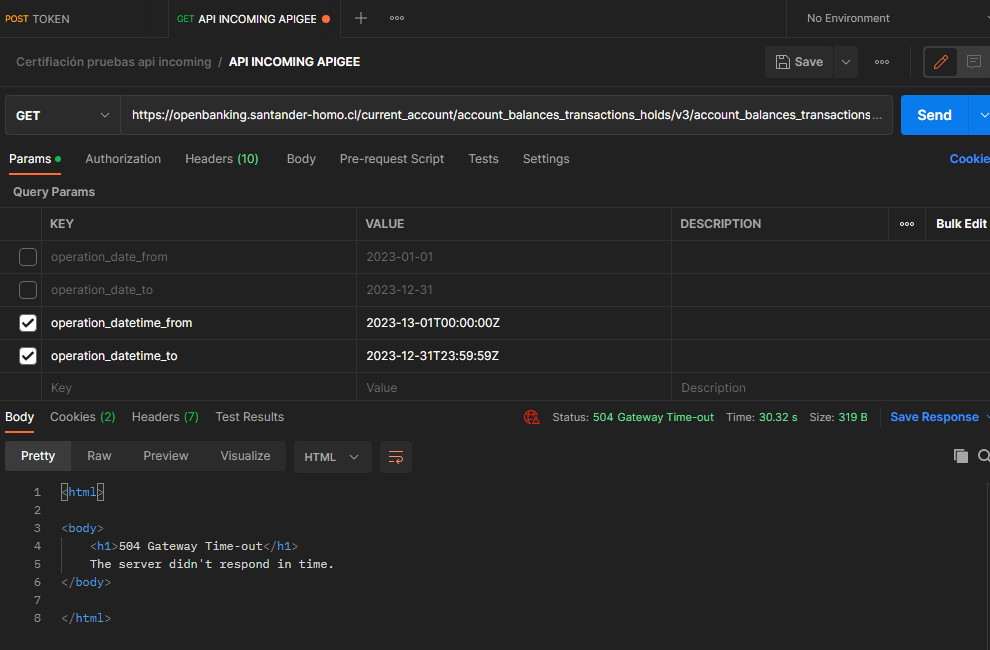 POST TOKEN
GET API INCOMING APIGEE
No Environment
Certifiación pruebas api incoming / API INCOMING APIGEE
Save
GET
https://openbanking.santander-homo.cl/current_account/account_balances_transactions_holds/v3/account_balances_transactions...
Send
Params
Authorization
Headers (10)
Body
Pre-request Script
Tests
Settings
Cookie
Query Params
KEY VALUE DESCRIPTION
Bulk Edit
operation_date_from 2023-01-01
operation_date_to 2023-12-31
operation_datetime_from 2023-13-01T00:00:00Z
operation_datetime_to 2023-12-31T23:59:59Z
Key Value Description
Body Cookies (2) Headers (7) Test Results
Status: 504 Gateway Time-out Time: 30.32 s Size: 319 B Save Response
Pretty Raw Preview Visualize HTML
1 <html>
2
3 <body>
4 <h1>504 Gateway Time-out</h1>
5 The server didn't respond in time.
6 </body>
7
8 </html>